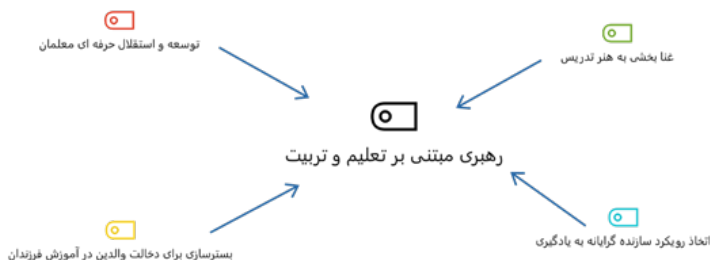 توسعه و استقلال حرفه ای معلمان
غنا بخشی به هنر تدریس
رهبری مبتنی بر تعلیم و تربیت
اتخاذ رویکرد سازنده گرایانه به یادگیری
بسترسازی برای دخالت والدین در آموزش فرزندان